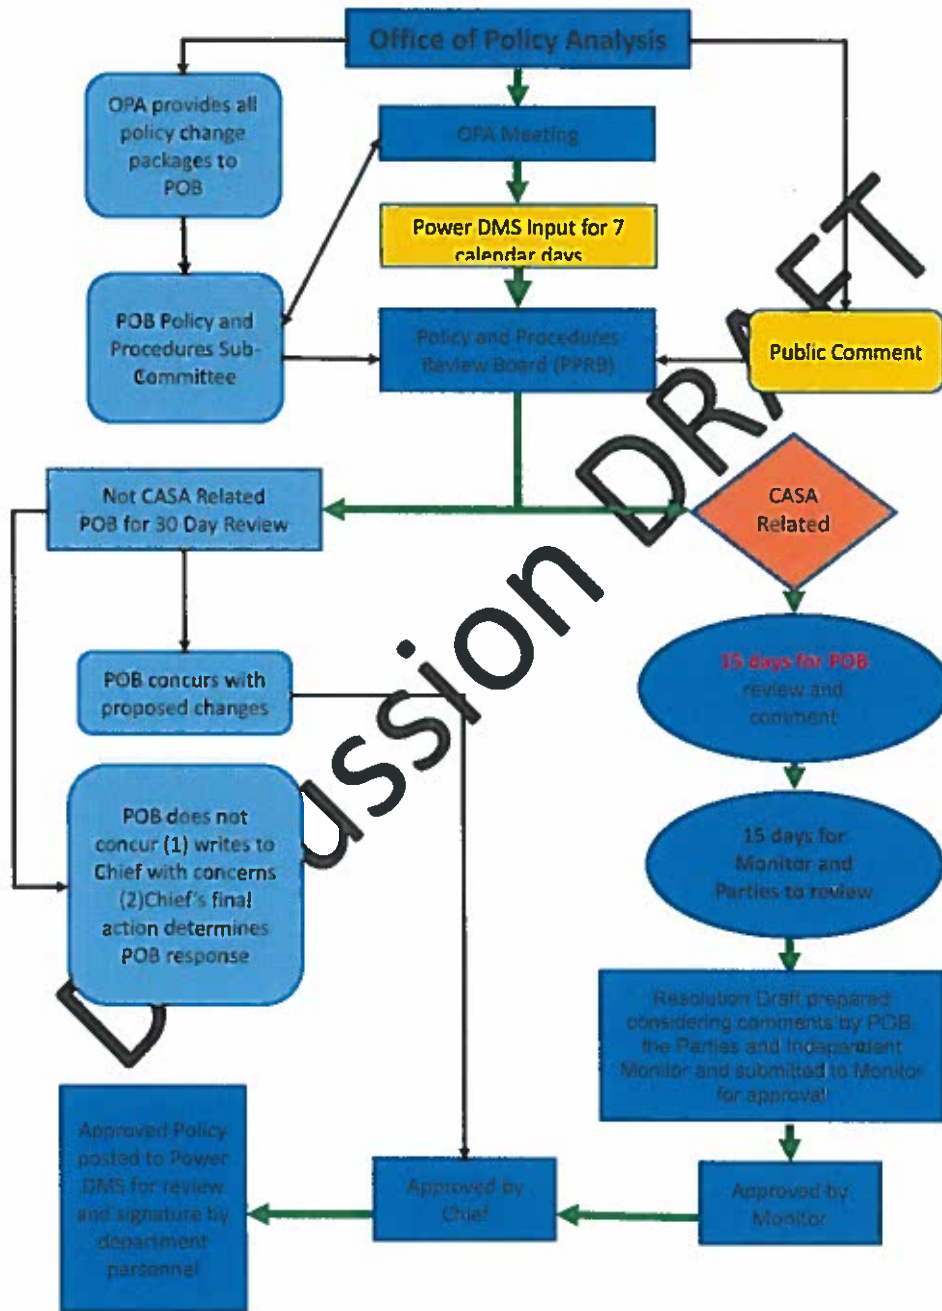 Office of Policy Analysis
OPA provides all
policy change
packages to
POB
OPA Meeting
Power DMS Input for 7
calendar days
POB Policy and
Procedures Sub-
Committee
Policy and Procedures
Review Board (PPRB)
Public Comment
Not CASA Related
POB for 30 Day Review
CASA
Related
POB concurs with
proposed changes
15 days for POB
review and
comment
POB does not
concur (1) writes to
Chief with concerns
(2)Chief's final
action determines
POB response
15 days for
Monitor and
Parties to review
Resolution Draft prepared
considering comments by POB,
the Parties and Independent
Monitor and submitted to Monitor
for approval
Approved Policy
posted to Power
DMS for review
and signature by
department
personnel
Approved by
Chief
Approved by
Monitor
DRAFT